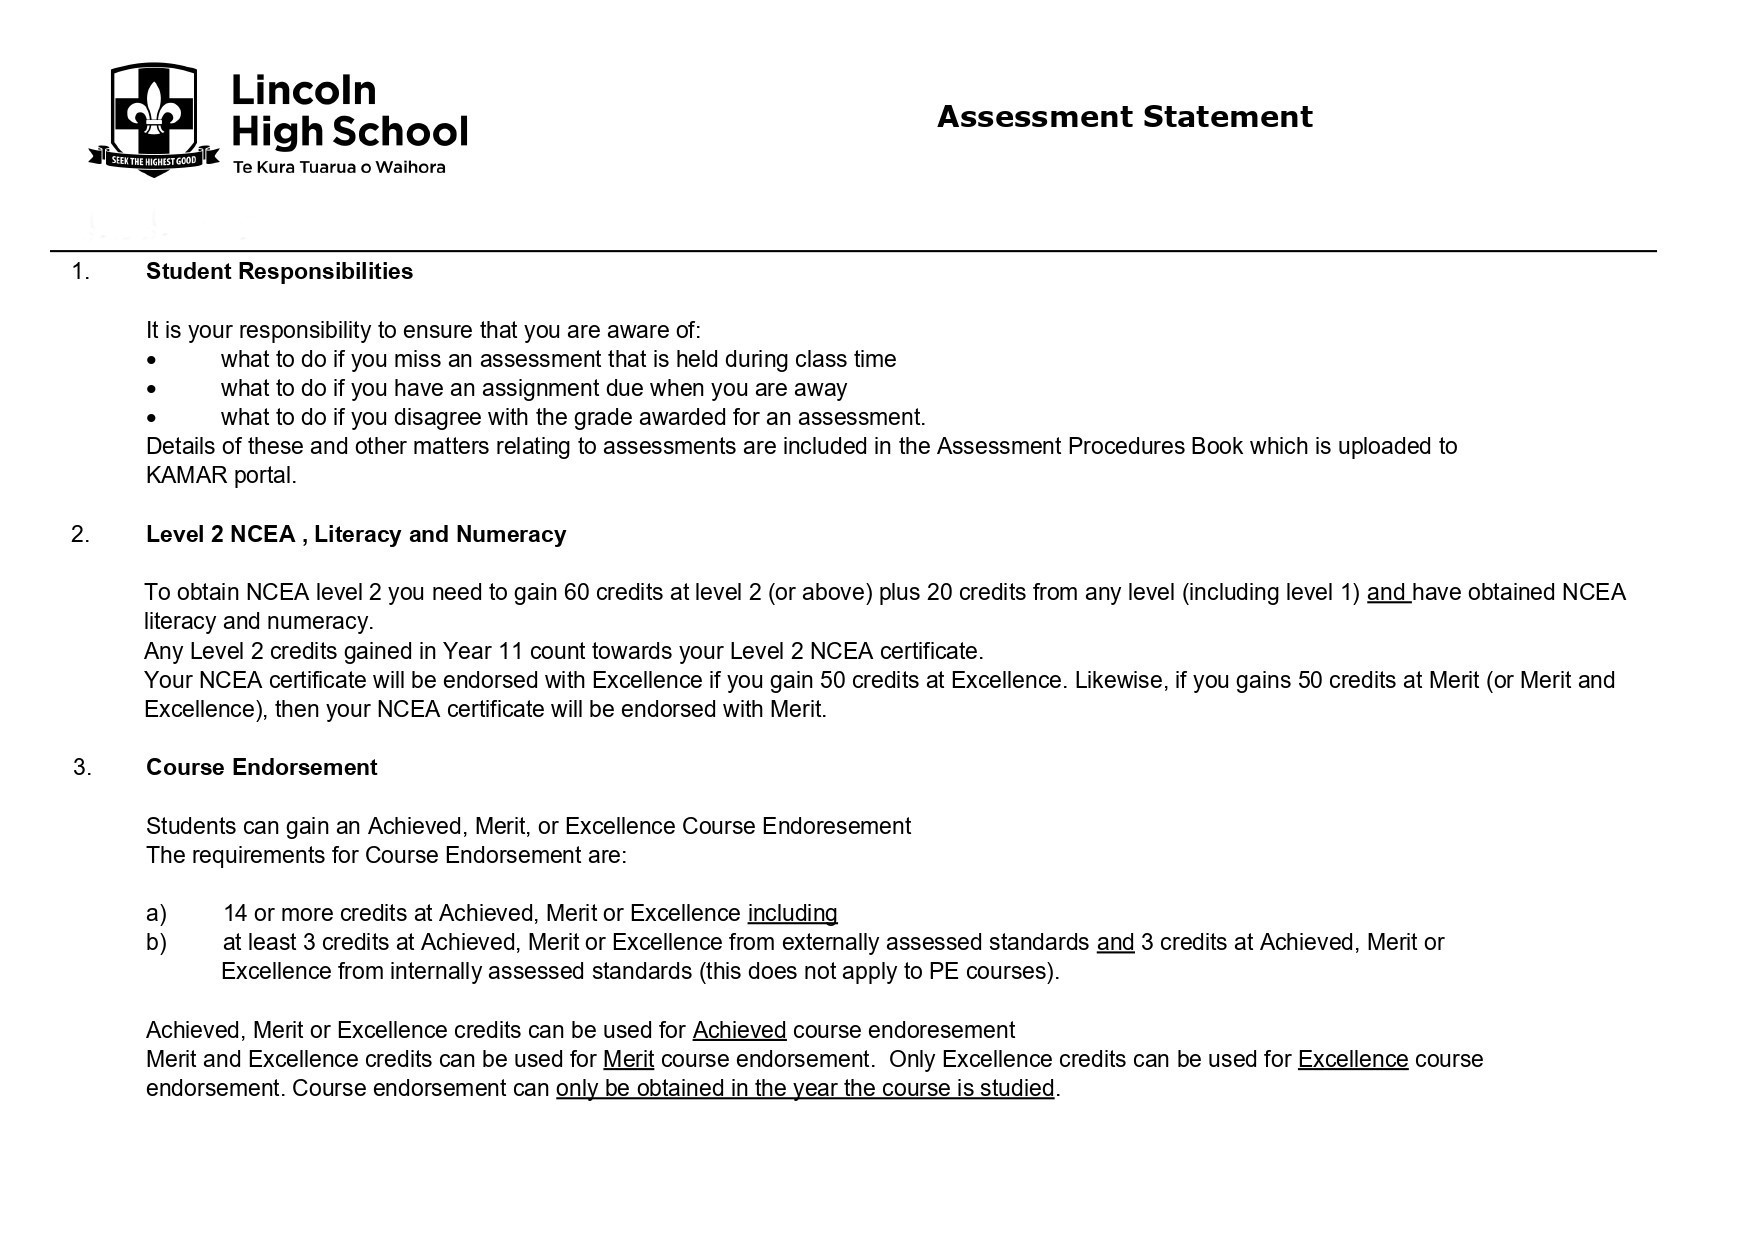 Lincoln
High School
Te Kura Tuarua o Waihora
SEEK THE HIGHEST GOOD
Assessment Statement
1. Student Responsibilities
It is your responsibility to ensure that you are aware of:
• what to do if you miss an assessment that is held during class time
• what to do if you have an assignment due when you are away
• what to do if you disagree with the grade awarded for an assessment.
Details of these and other matters relating to assessments are included in the Assessment Procedures Book which is uploaded to
KAMAR portal.
2. Level 2 NCEA , Literacy and Numeracy
To obtain NCEA level 2 you need to gain 60 credits at level 2 (or above) plus 20 credits from any level (including level 1) and have obtained NCEA
literacy and numeracy.
Any Level 2 credits gained in Year 11 count towards your Level 2 NCEA certificate.
Your NCEA certificate will be endorsed with Excellence if you gain 50 credits at Excellence. Likewise, if you gains 50 credits at Merit (or Merit and
Excellence), then your NCEA certificate will be endorsed with Merit.
3. Course Endorsement
Students can gain an Achieved, Merit, or Excellence Course Endoresement
The requirements for Course Endorsement are:
a) 14 or more credits at Achieved, Merit or Excellence including
b) at least 3 credits at Achieved, Merit or Excellence from externally assessed standards and 3 credits at Achieved, Merit or
Excellence from internally assessed standards (this does not apply to PE courses).
Achieved, Merit or Excellence credits can be used for Achieved course endoresement
Merit and Excellence credits can be used for Merit course endorsement.  Only Excellence credits can be used for Excellence course
endorsement. Course endorsement can only be obtained in the year the course is studied.